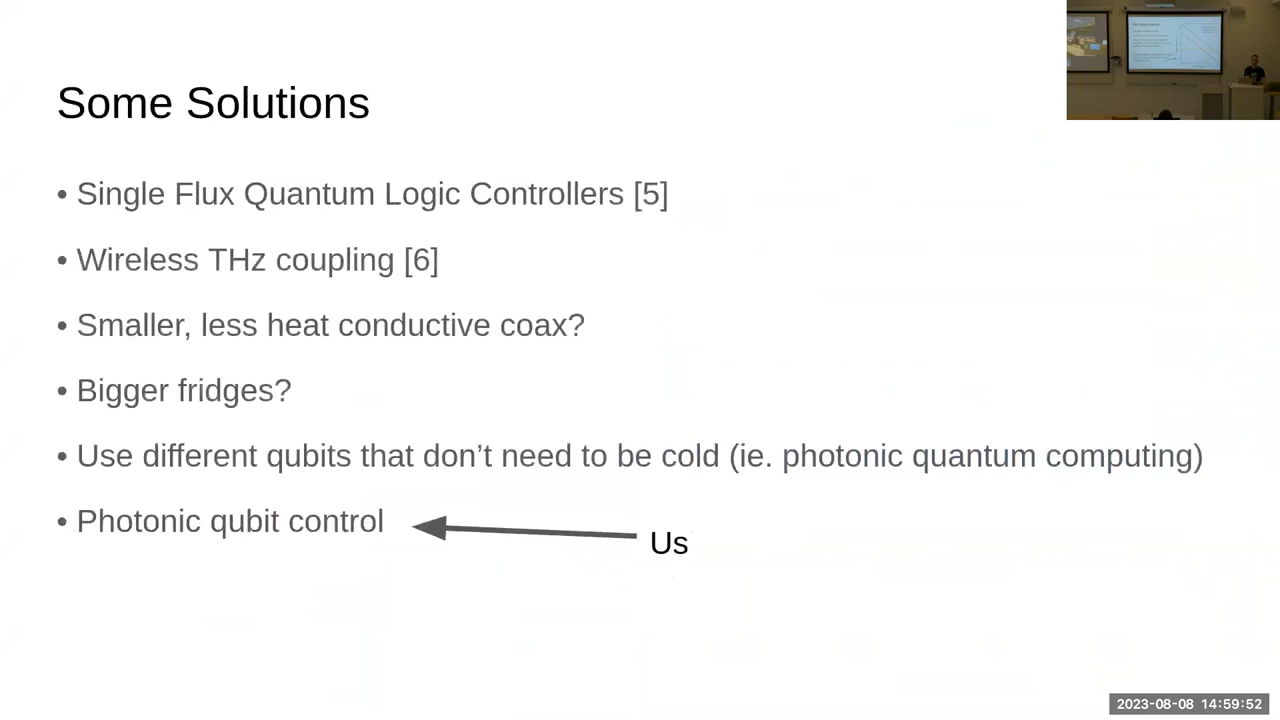 Some Solutions
• Single Flux Quantum Logic Controllers [5]
• Wireless THz coupling [6]
• Smaller, less heat conductive coax?
• Bigger fridges?
• Use different qubits that don’t need to be cold (ie. photonic quantum computing)
• Photonic qubit control
Us
2023-08-08 14:59:52